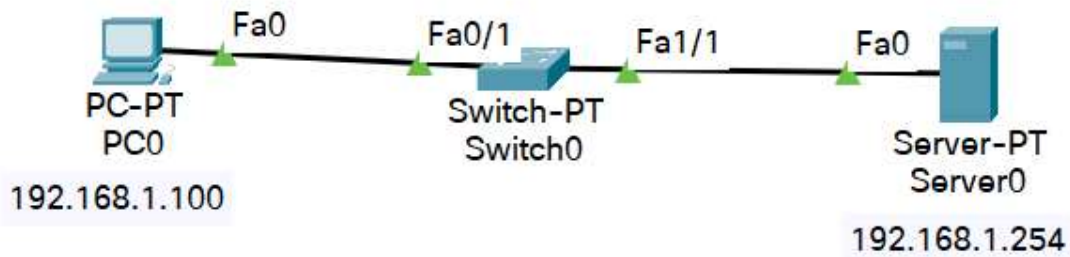 Fa0
Fa0/1
Fa1/1
Fa0
PC-PT
PC0
192.168.1.100
Switch-PT
Switch0
Server-PT
Server0
192.168.1.254